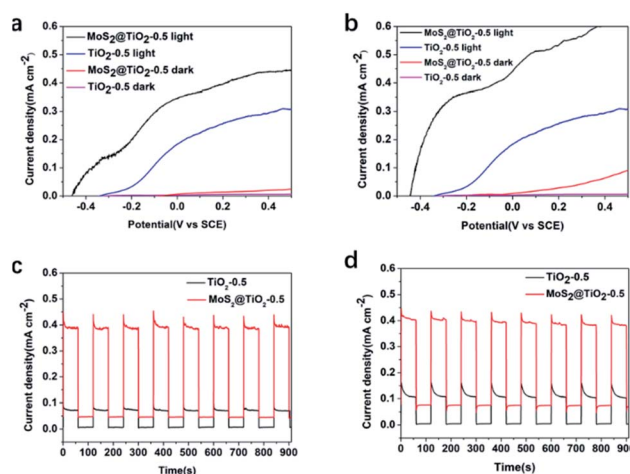 a
MoS2@TiO2-0.5 light
TiO2-0.5 light
MoS2@TiO2-0.5 dark
TiO2-0.5 dark
Current density(mA cm-2)
0.6
0.5
0.4
0.3
0.2
0.1
0.0
-0.4 -0.2 0.0 0.2 0.4
Potential(V vs SCE)
b
MoS2@TiO2-0.5 light
TiO2-0.5 light
MoS2@TiO2-0.5 dark
TiO2-0.5 dark
Current density(mA cm-2)
0.6
0.5
0.4
0.3
0.2
0.1
0.0
-0.4 -0.2 0.0 0.2 0.4
Potential(V vs SCE)
c
TiO2-0.5
MoS2@TiO2-0.5
Current density(mA cm-2)
0.6
0.5
0.4
0.3
0.2
0.1
0.0
0 100 200 300 400 500 600 700 800 900
Time(s)
d
TiO2-0.5
MoS2@TiO2-0.5
Current density(mA cm-2)
0.6
0.5
0.4
0.3
0.2
0.1
0.0
0 100 200 300 400 500 600 700 800 900
Time(s)